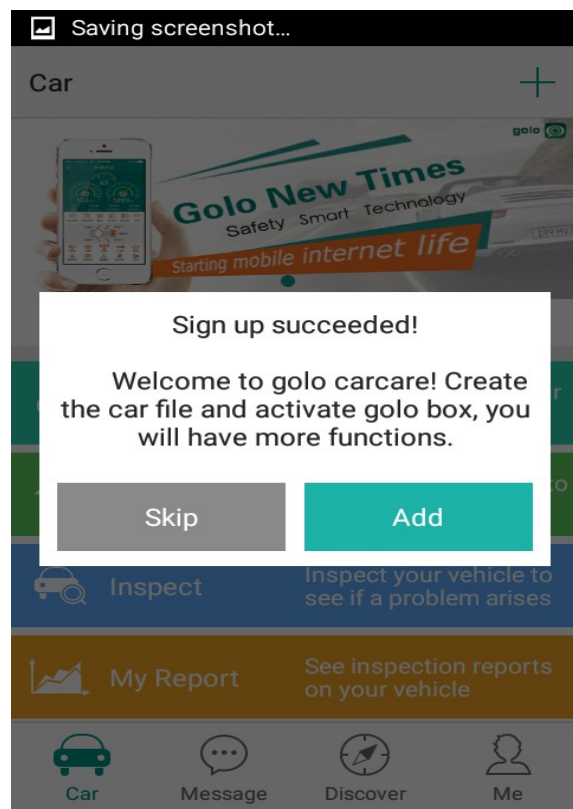 Saving screenshot...
Car
golo
Golo New Times
Safety Smart Technology
Starting mobile internet life
Sign up succeeded!
Welcome to golo carcare! Create
the car file and activate golo box, you
will have more functions.
Skip
Add
Inspect
Inspect your vehicle to
see if a problem arises
My Report
See inspection reports
on your vehicle
Car
Message
Discover
Me